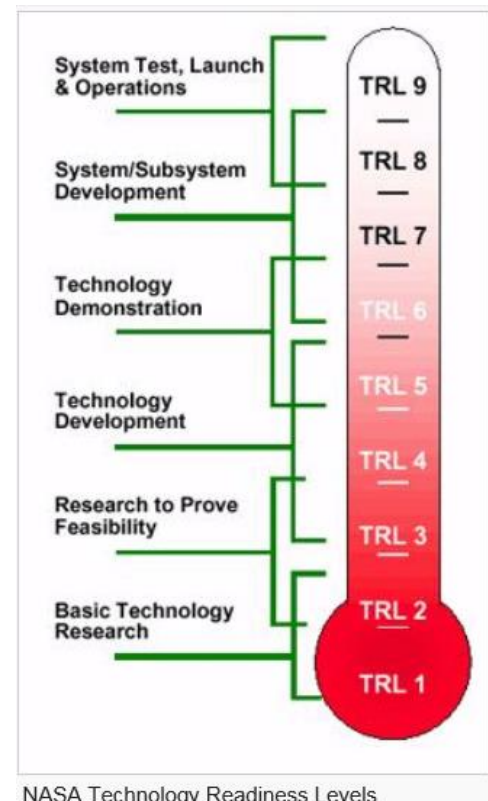 System Test, Launch
& Operations
System/Subsystem
Development
Technology
Demonstration
Technology
Development
Research to Prove
Feasibility
Basic Technology
Research
TRL 9
TRL 8
TRL 7
TRL 6
TRL 5
TRL 4
TRL 3
TRL 2
TRL 1
NASA Technology Readiness Levels